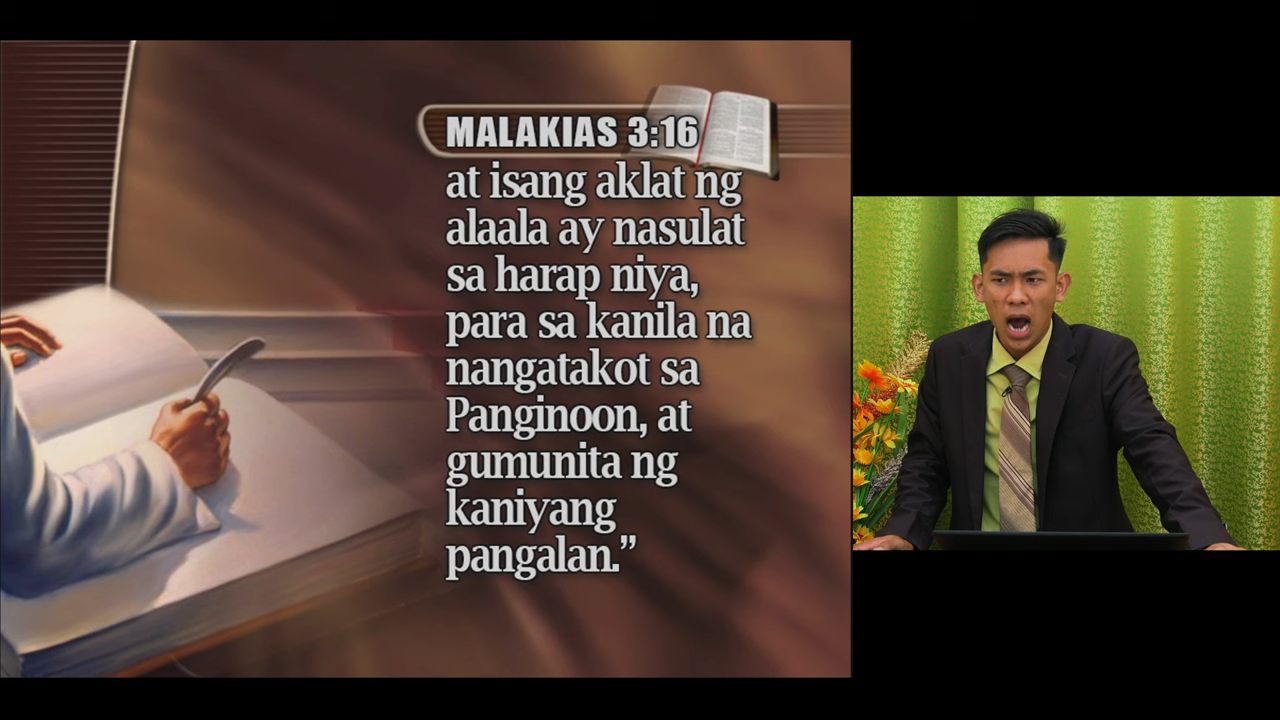 MALAKIAS 3:16
at isang aklat ng
alaala ay nasulat
sa harap niya,
para sa kanila na
nangatakot sa
Panginoon, at
gumunita ng
kaniyang
pangalan.”